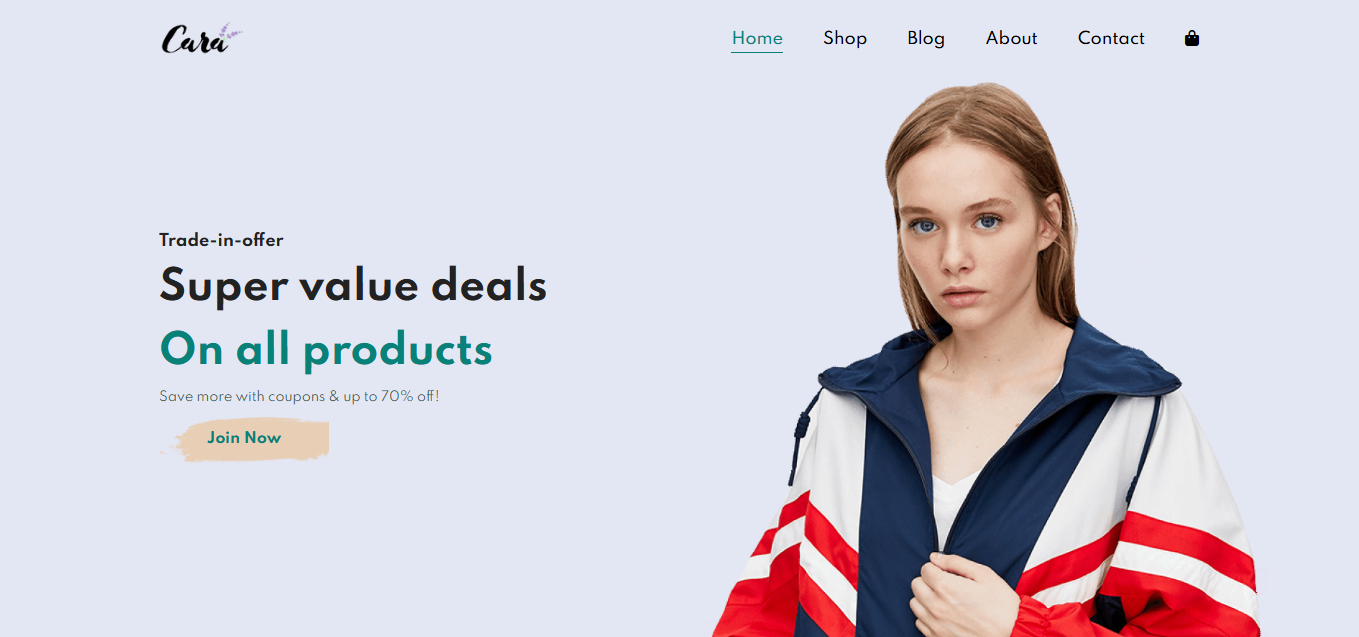 Cara
Home Shop Blog About Contact
Trade-in-offer
Super value deals
On all products
Save more with coupons & up to 70% off!
Join Now